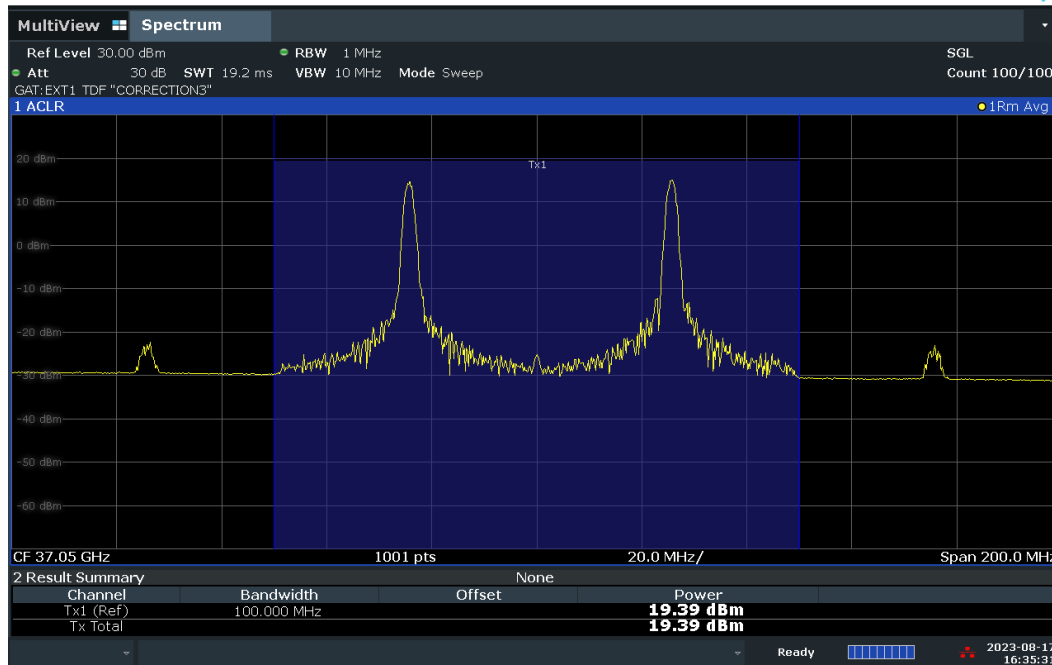 MultiView Spectrum
Ref Level 30.00 dBm RBW 1 MHz SGL
Att 30 dB SWT 19.2 ms VBW 10 MHz Mode Sweep Count 100/100
GAT:EXT1 TDF "CORRECTION3"
1 ACLR 1Rm Avg
20 dBm
Tx1
10 dBm
0 dBm
-10 dBm
-20 dBm
-30 dBm
-40 dBm
-50 dBm
-60 dBm
CF 37.05 GHz 1001 pts 20.0 MHz/ Span 200.0 MHz
2 Result Summary None
Channel Bandwidth Offset Power
Tx1 (Ref) 100.000 MHz 19.39 dBm
Tx Total 19.39 dBm
Ready 2023-08-17